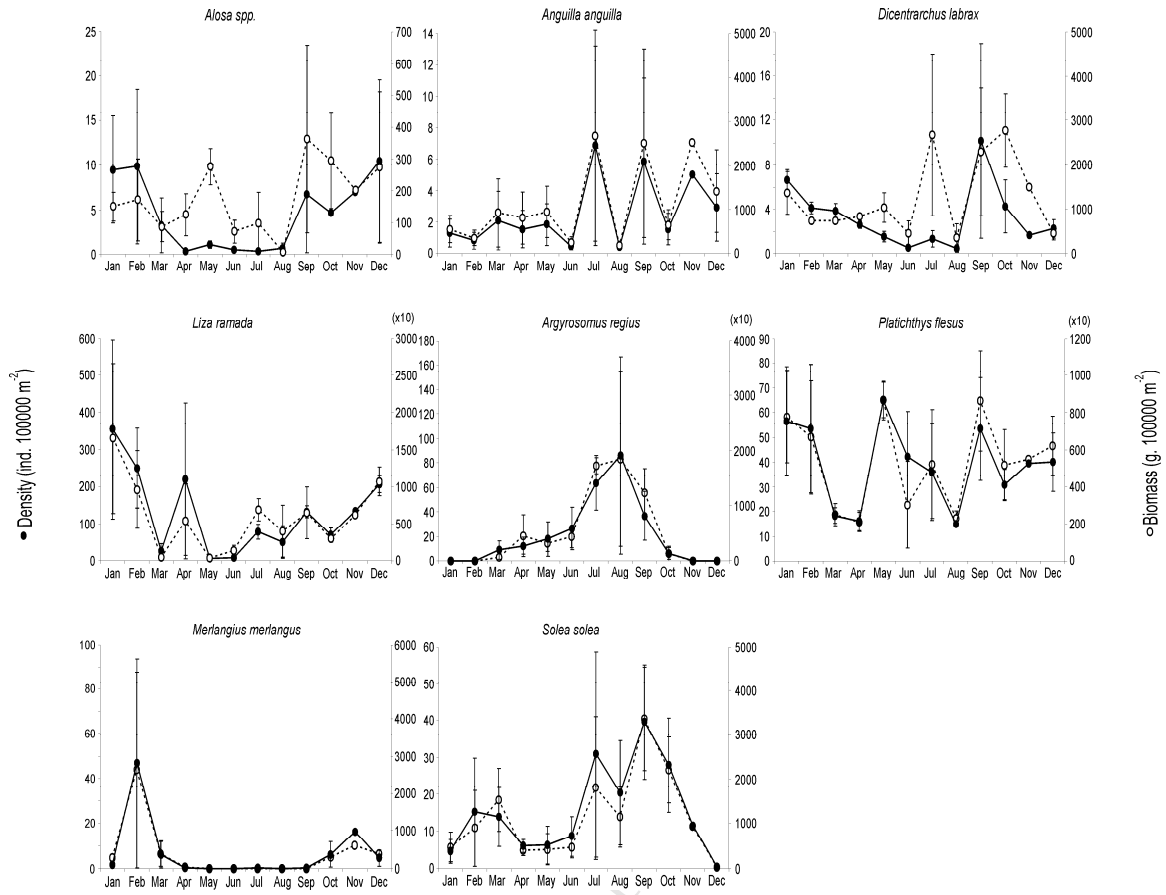 Alosa spp.
Anguilla anguilla
Dicentrarchus labrax
25 20 15 10 5 0
700 600 500 400 300 200 100 0
14 12 10 8 6 4 2 0
5000 4000 3000 2000 1000 0
20 16 12 8 4 0
5000 4000 3000 2000 1000 0
Jan Feb Mar Apr May Jun Jul Aug Sep Oct Nov Dec
Jan Feb Mar Apr May Jun Jul Aug Sep Oct Nov Dec
Jan Feb Mar Apr May Jun Jul Aug Sep Oct Nov Dec
Liza ramada
(x10)
Argyrosomus regius
(x10)
Platichthys flesus
(x10)
600 500 400 300 200 100 0
3000 2500 2000 1500 1000 500 0
180 160 140 120 100 80 60 40 20 0
4000 3000 2000 1000 0
90 80 70 60 50 40 30 20 10 0
1200 1000 800 600 400 200 0
Jan Feb Mar Apr May Jun Jul Aug Sep Oct Nov Dec
Jan Feb Mar Apr May Jun Jul Aug Sep Oct Nov Dec
Jan Feb Mar Apr May Jun Jul Aug Sep Oct Nov Dec
Density (ind. 100000 m⁻²)
Biomass (g. 100000 m⁻²)
Merlangius merlangus
Solea solea
100 80 60 40 20 0
6000 5000 4000 3000 2000 1000 0
60 50 40 30 20 10 0
5000 4000 3000 2000 1000 0
Jan Feb Mar Apr May Jun Jul Aug Sep Oct Nov Dec
Jan Feb Mar Apr May Jun Jul Aug Sep Oct Nov Dec